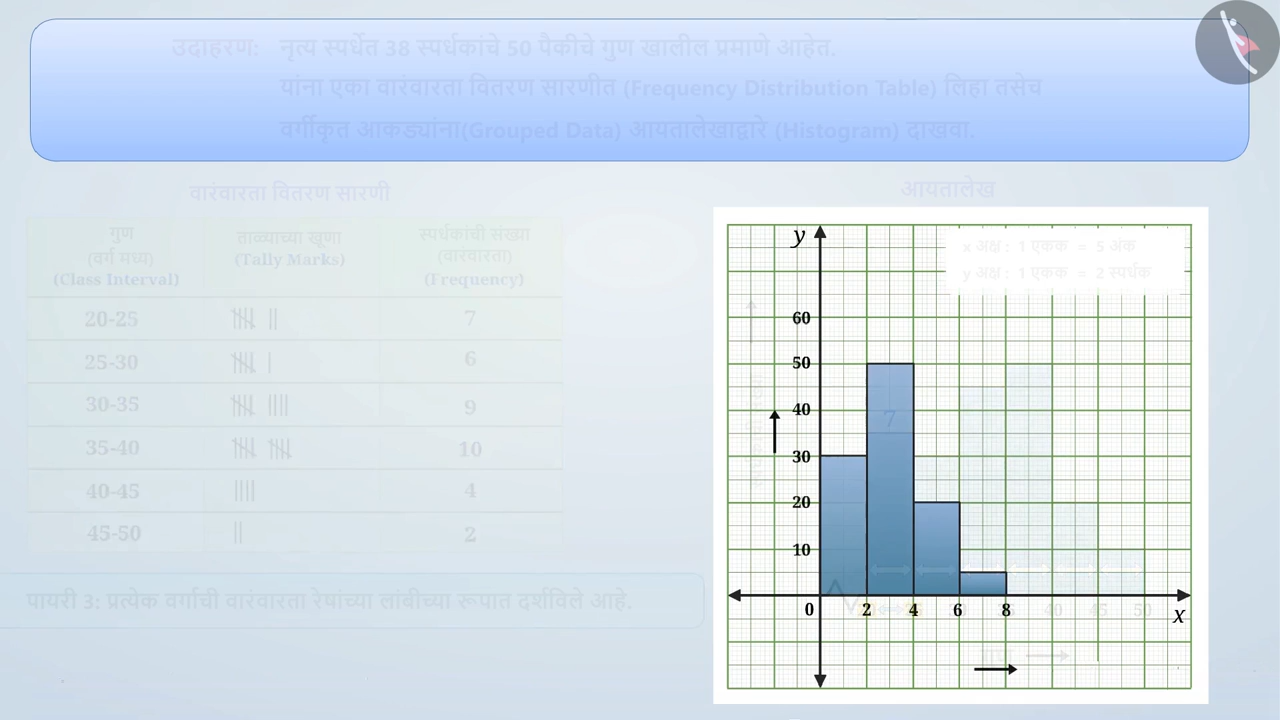 उदाहरण: नृत्य स्पर्धेत 38 स्पर्धकांचे 50 पैकीचे गुण खालील प्रमाणे आहेत.
यांना एका वारंवारता वितरण सारणीत (Frequency Distribution Table) लिहा तसेच
वर्गीकृत आकड्यांना(Grouped Data) आयतालेखाद्वारे (Histogram) दाखवा.
वारंवारता वितरण सारणी
गुण (वर्ग मध्य) (Class Interval)
ताळ्याच्या खुणा (Tally Marks)
स्पर्धकांची संख्या (वारंवारता) (Frequency)
20-25 7
25-30 6
30-35 9
35-40 10
40-45 4
45-50 2
पायरी 3: प्रत्येक वर्गाची वारंवारता रेषांच्या लांबीच्या रूपात दर्शविले आहे.
आयतालेख
x अक्ष : 1 एकक = 5 अंक
y अक्ष : 1 एकक = 2 स्पर्धक
y
60
50
40
30
20
10
7
0 2 4 6 8 40 45 50
x